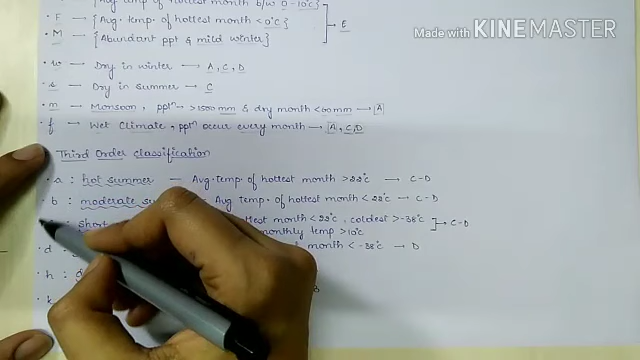 {Avg temp of hottest month b/w 0-10°c}
Made with KINEMASTER
· F — {Avg. temp. of hottest month <0°c} → E
· M — {Abundant ppt & mild winter}
· w — Dry in winter → A, C, D
· s — Dry in summer → C
· m — Monsoon, pptⁿ → >1500 mm & dry month <60 mm → A
· f — Wet Climate, pptⁿ occur every month → A, C, D
Third Order classification
· a : hot summer — Avg. temp. of hottest month >22°c → C-D
· b : moderate Avg temp. of hottest month <22°c → C-D
short hottest month <22°c, coldest >-38°c → C-D
monthly temp >10°c
· d : month < -38°c → D
· h :
· k